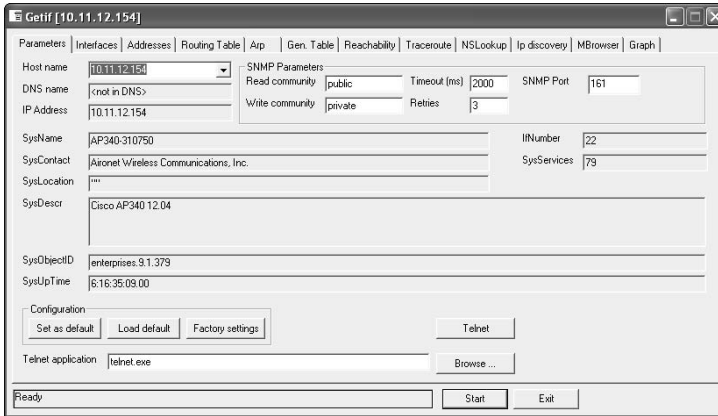 Getif [10.11.12.154]
Parameters Interfaces Addresses Routing Table Arp Gen. Table Reachability Traceroute NSLookup Ip discovery MBrowser Graph
Host name 10.11.12.154
DNS name <not in DNS>
IP Address 10.11.12.154
SNMP Parameters
Read community public Timeout (ms) 2000 SNMP Port 161
Write community private Retries 3
SysName AP340-310750 IfNumber 22
SysContact Aironet Wireless Communications, Inc. SysServices 79
SysLocation ""
SysDescr Cisco AP340 12.04
SysObjectID enterprises.9.1.379
SysUpTime 6:16:35:09.00
Configuration
Set as default Load default Factory settings Telnet
Telnet application telnet.exe Browse ...
Ready Start Exit